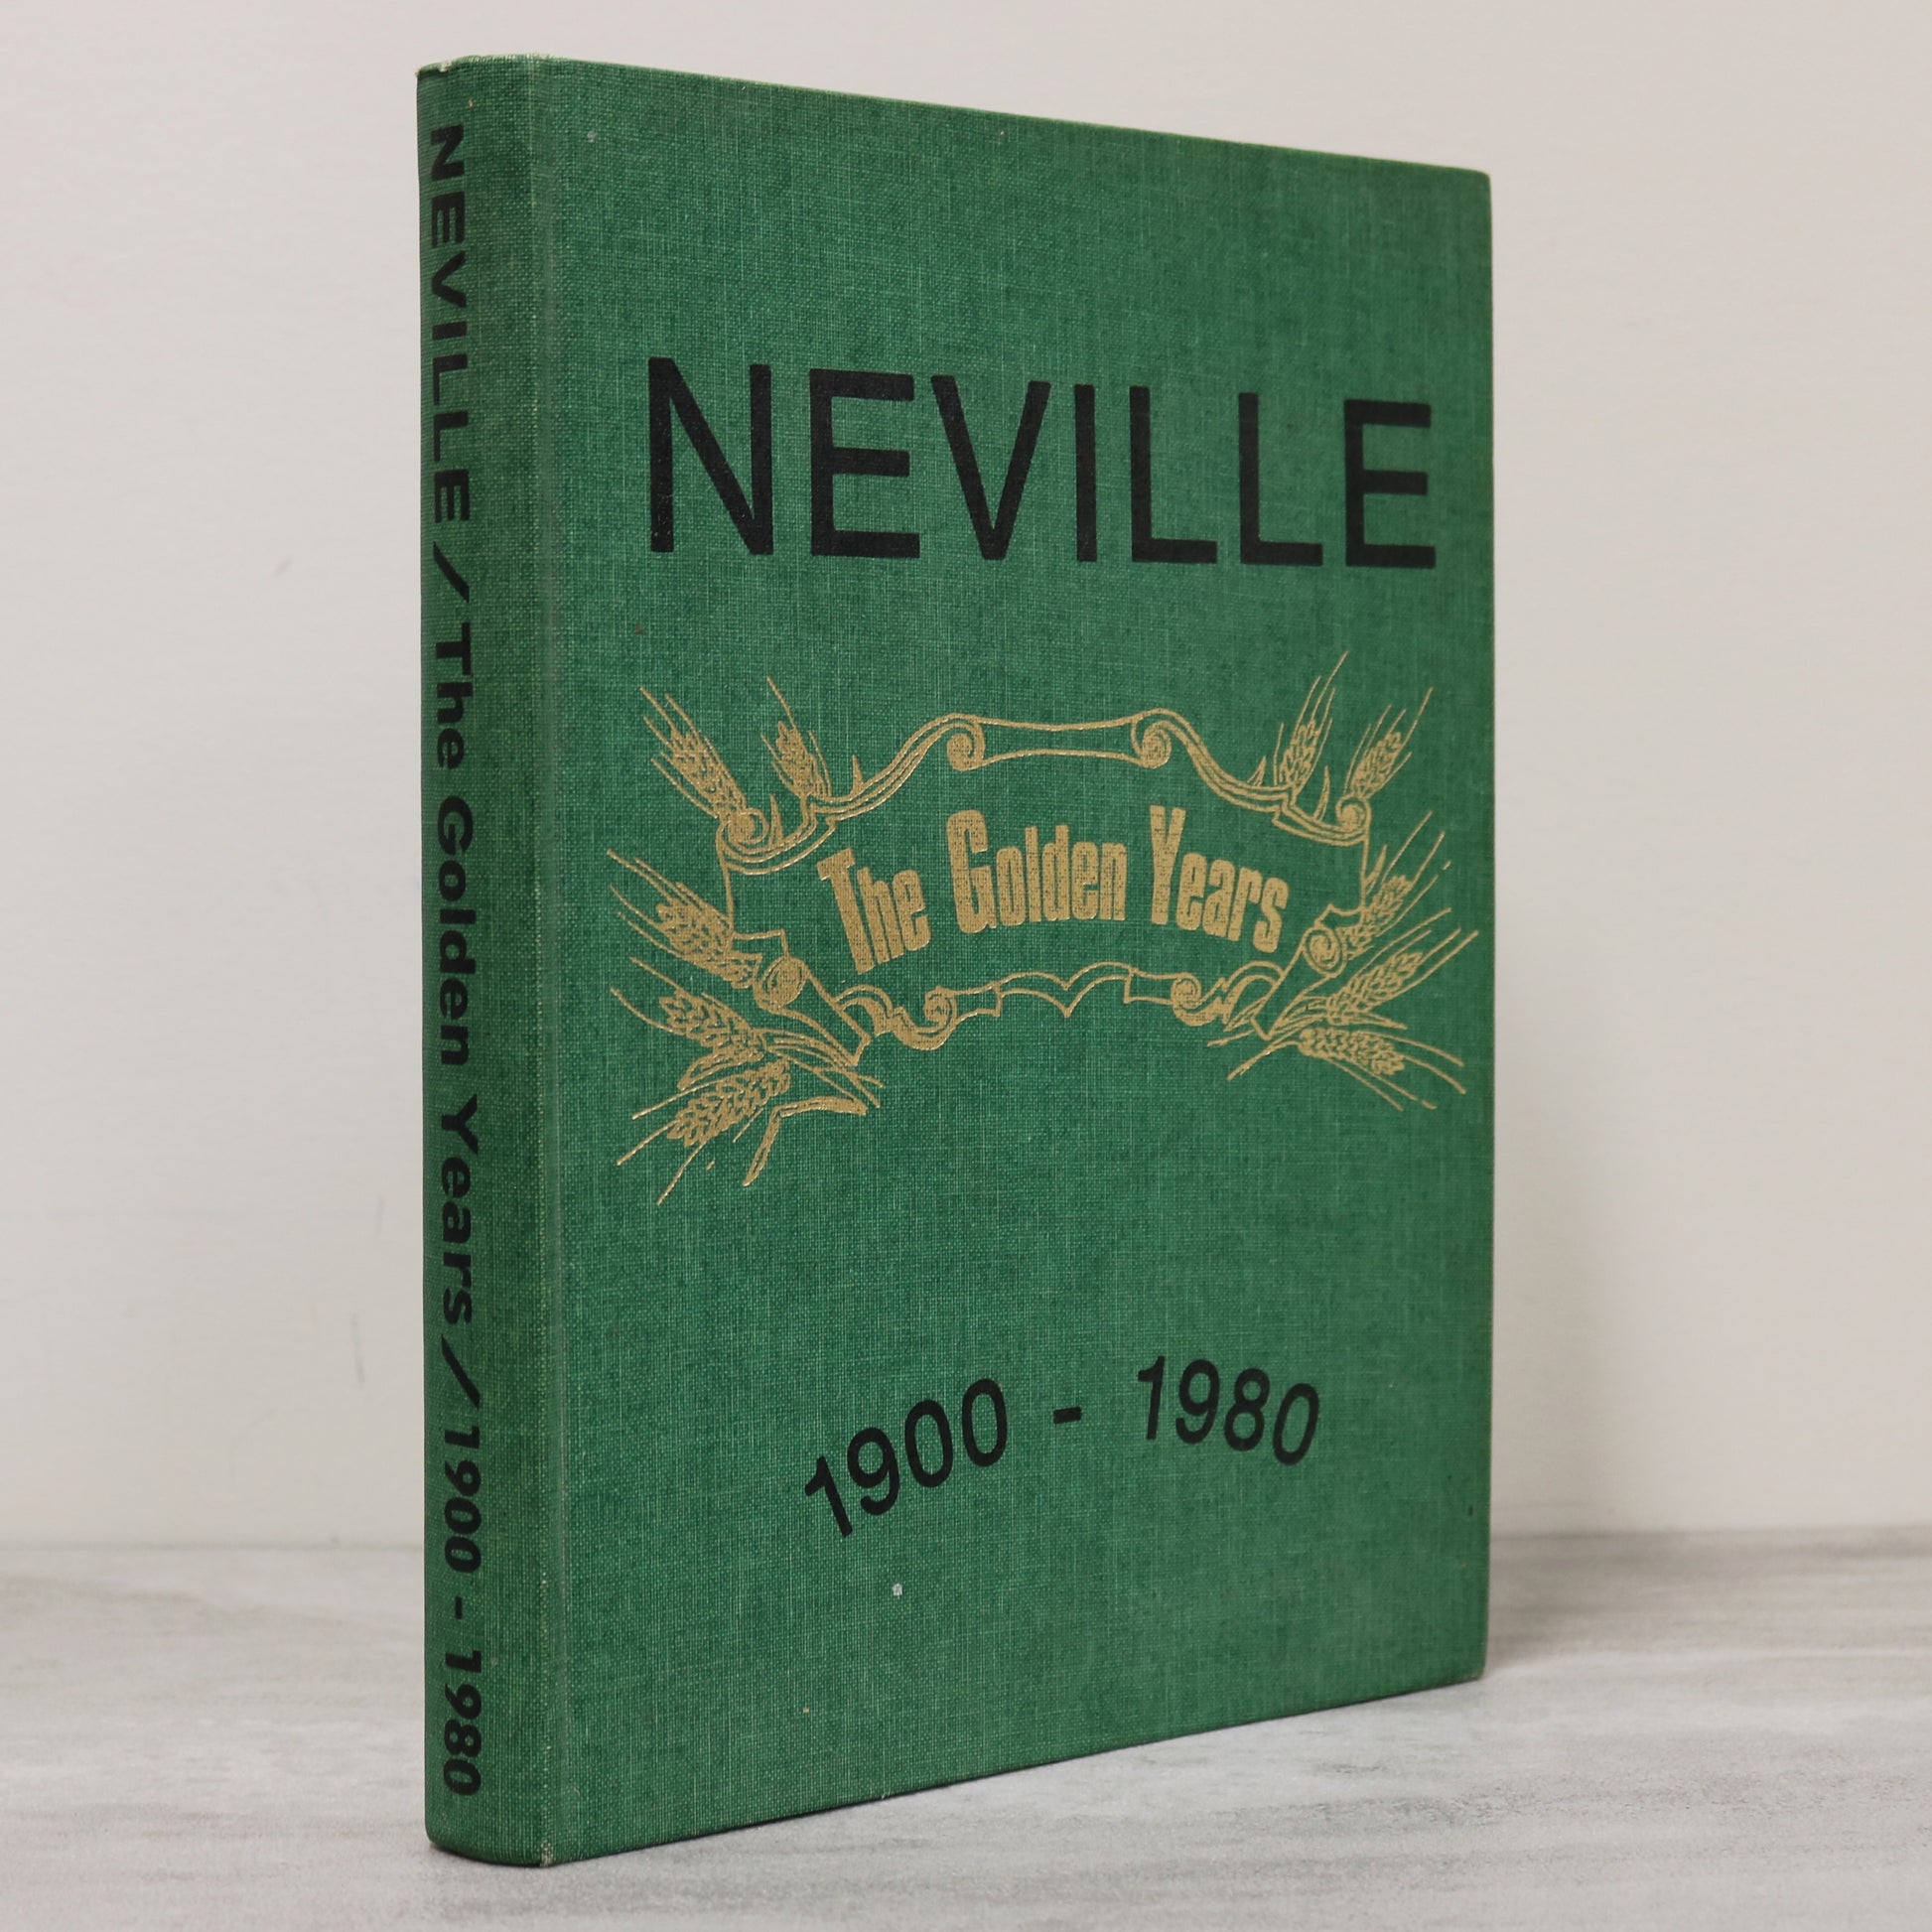 NEVILLE / The Golden Years / 1900 - 1980
NEVILLE
The Golden Years
1900 - 1980